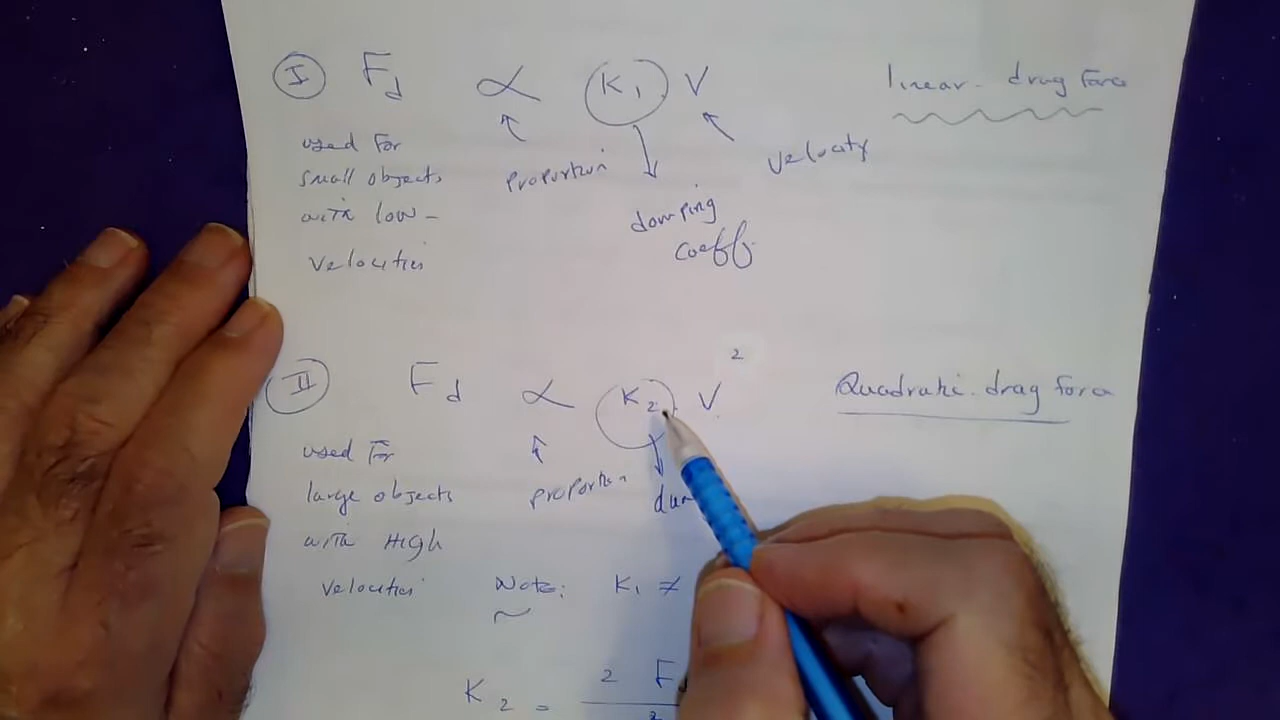 I Fd ∝ K1 V linear drag Force
used For
small objects
with low -
velocities
proportion
damping
coeff.
velocity
II Fd ∝ K2 V² Quadratic drag force
used For
large objects
with HIGH
velocities
proportion
Note: K1 ≠
K2 = 2 F